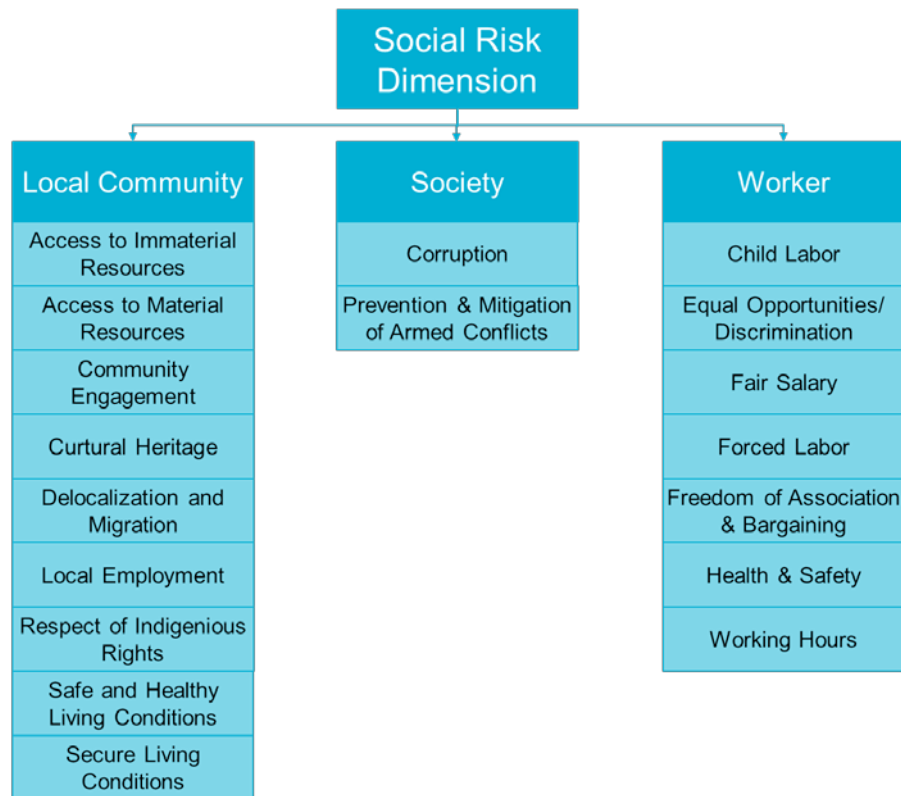 Social Risk
Dimension
Local Community
Access to Immaterial
Resources
Access to Material
Resources
Community
Engagement
Curtural Heritage
Delocalization and
Migration
Local Employment
Respect of Indigenious
Rights
Safe and Healthy
Living Conditions
Secure Living
Conditions
Society
Corruption
Prevention & Mitigation
of Armed Conflicts
Worker
Child Labor
Equal Opportunities/
Discrimination
Fair Salary
Forced Labor
Freedom of Association
& Bargaining
Health & Safety
Working Hours